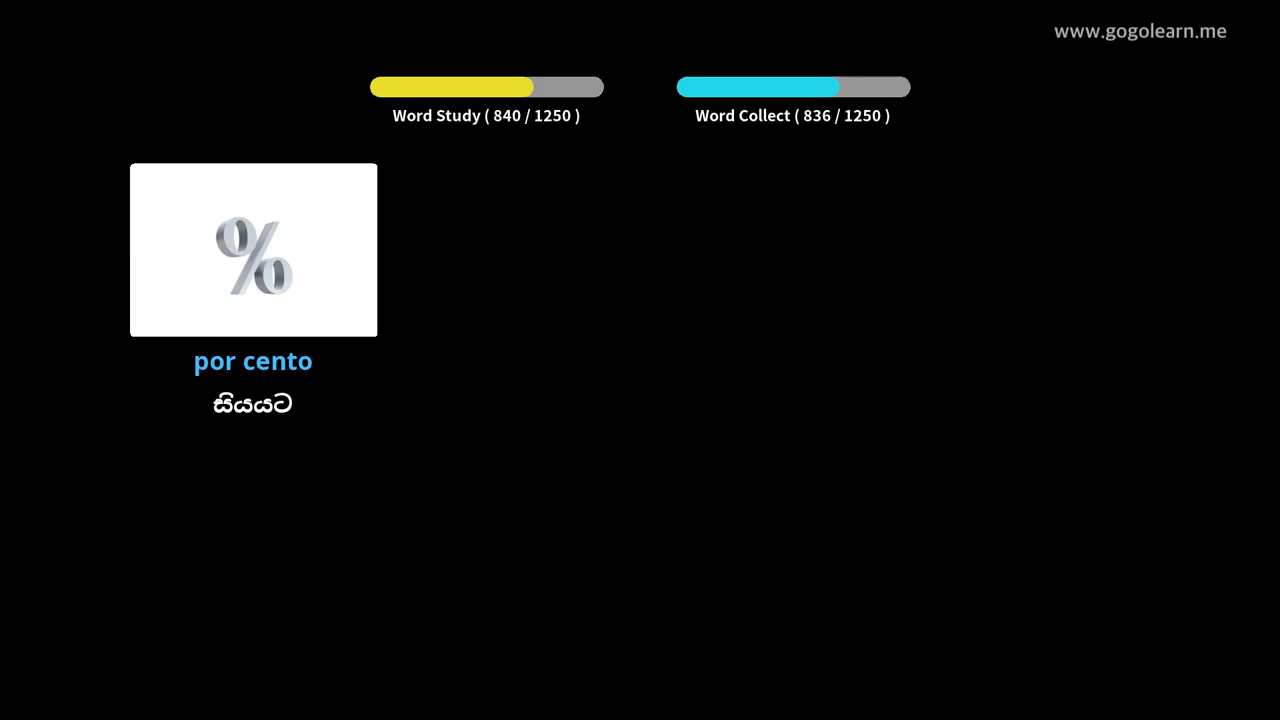 www.gogolearn.me
Word Study ( 840 / 1250 )
Word Collect ( 836 / 1250 )
%
por cento
සියයට